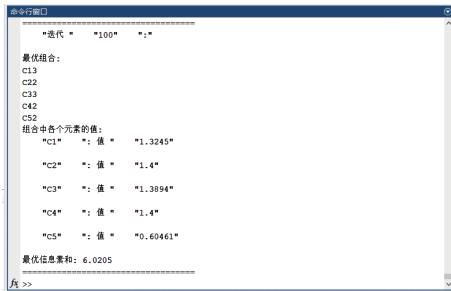 命令行窗口
===================================
"迭代 " "100" ":"
最优组合:
C13
C22
C33
C42
C52
组合中各个元素的值:
"C1" ": 值 " "1.3245"
"C2" ": 值 " "1.4"
"C3" ": 值 " "1.3894"
"C4" ": 值 " "1.4"
"C5" ": 值 " "0.60461"
最优信息素和: 6.0205
===================================
fx >>